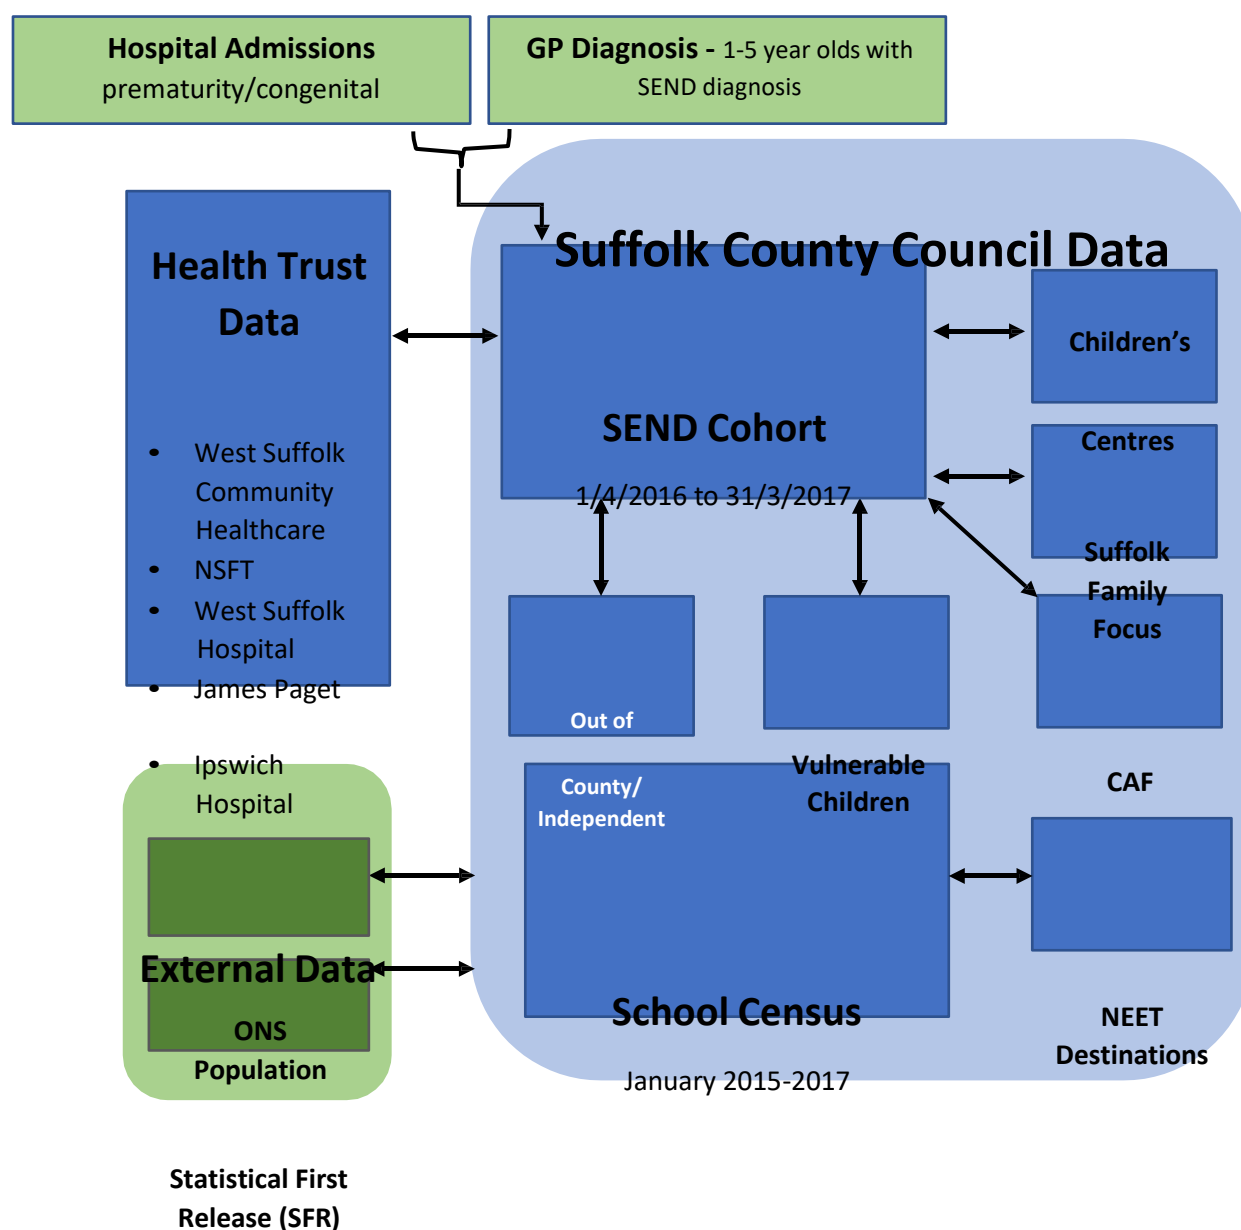 Hospital Admissions
prematurity/congenital
GP Diagnosis - 1-5 year olds with
SEND diagnosis
Suffolk County Council Data
Health Trust
Data
• West Suffolk
Community
Healthcare
• NSFT
• West Suffolk
Hospital
• James Paget
• Ipswich
Hospital
SEND Cohort
1/4/2016 to 31/3/2017
Children’s
Centres
Suffolk
Family
Focus
Out of
County/
Independent
Vulnerable
Children
CAF
External Data
ONS
Population
Statistical First
Release (SFR)
School Census
January 2015-2017
NEET
Destinations